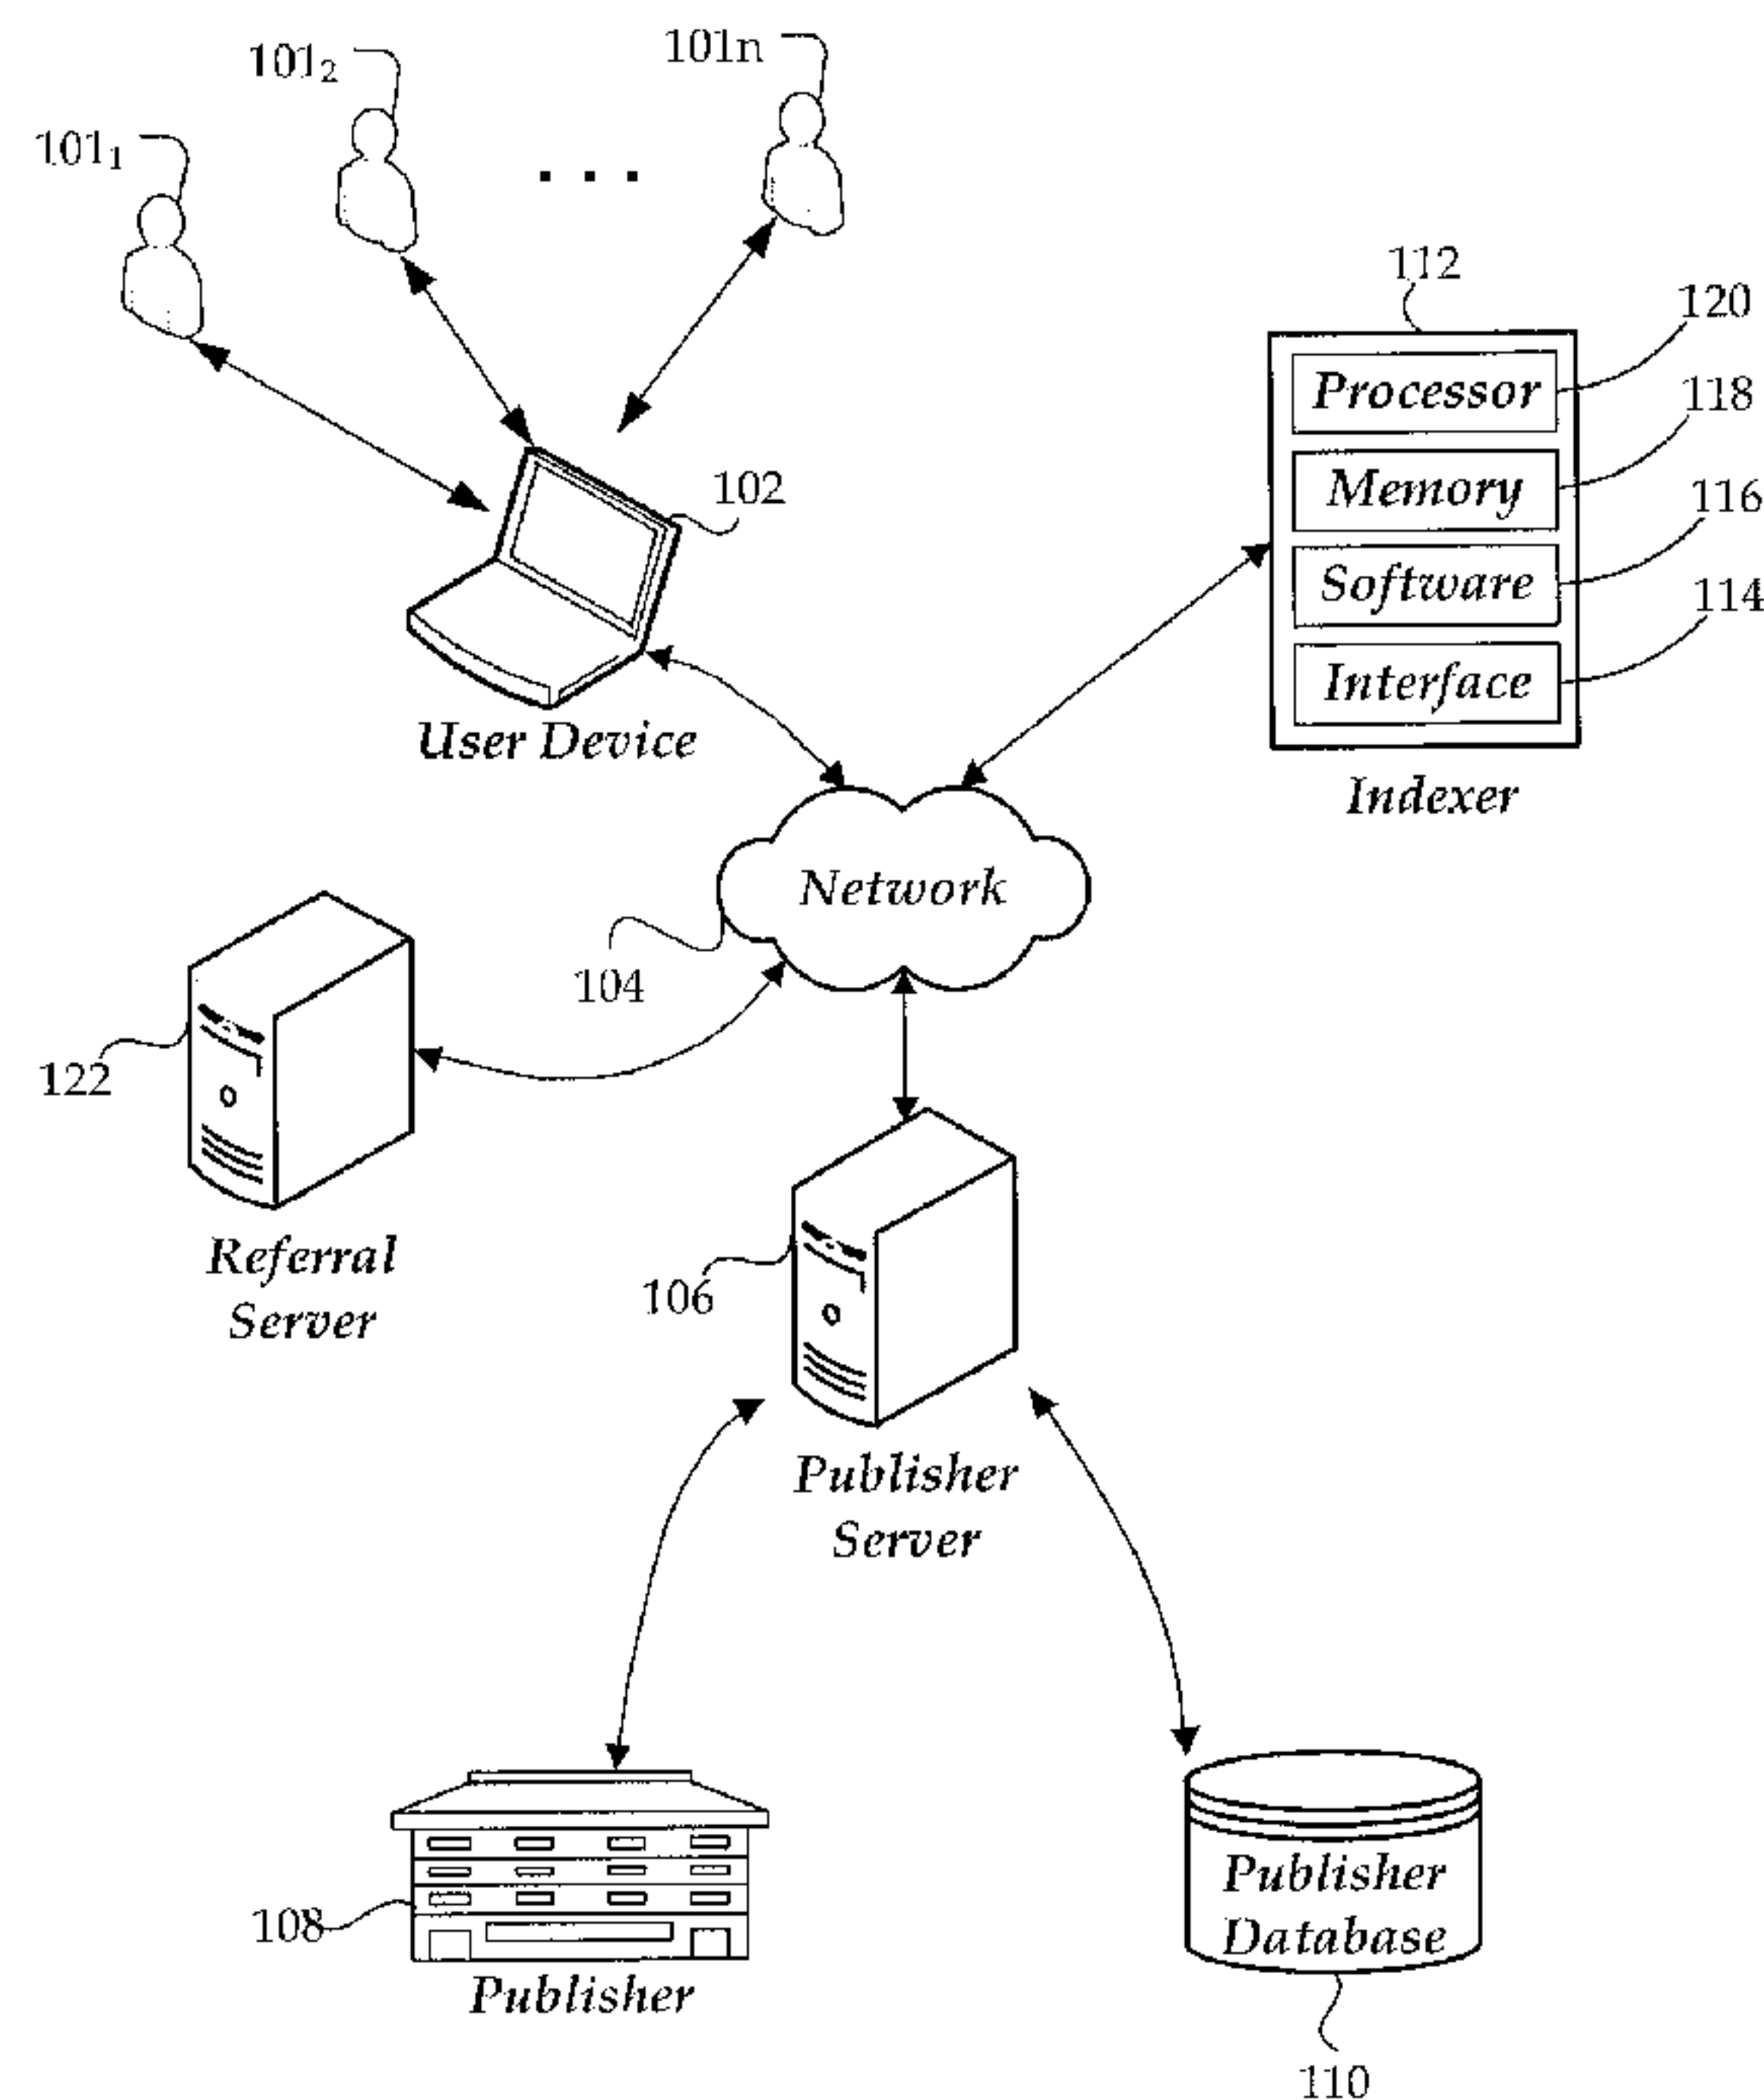 101₁
101₂
101n
. . .
112
120
Processor
118
Memory
116
Software
114
Interface
Indexer
102
User Device
Network
104
122
Referral
Server
106
Publisher
Server
108
Publisher
Publisher
Database
110